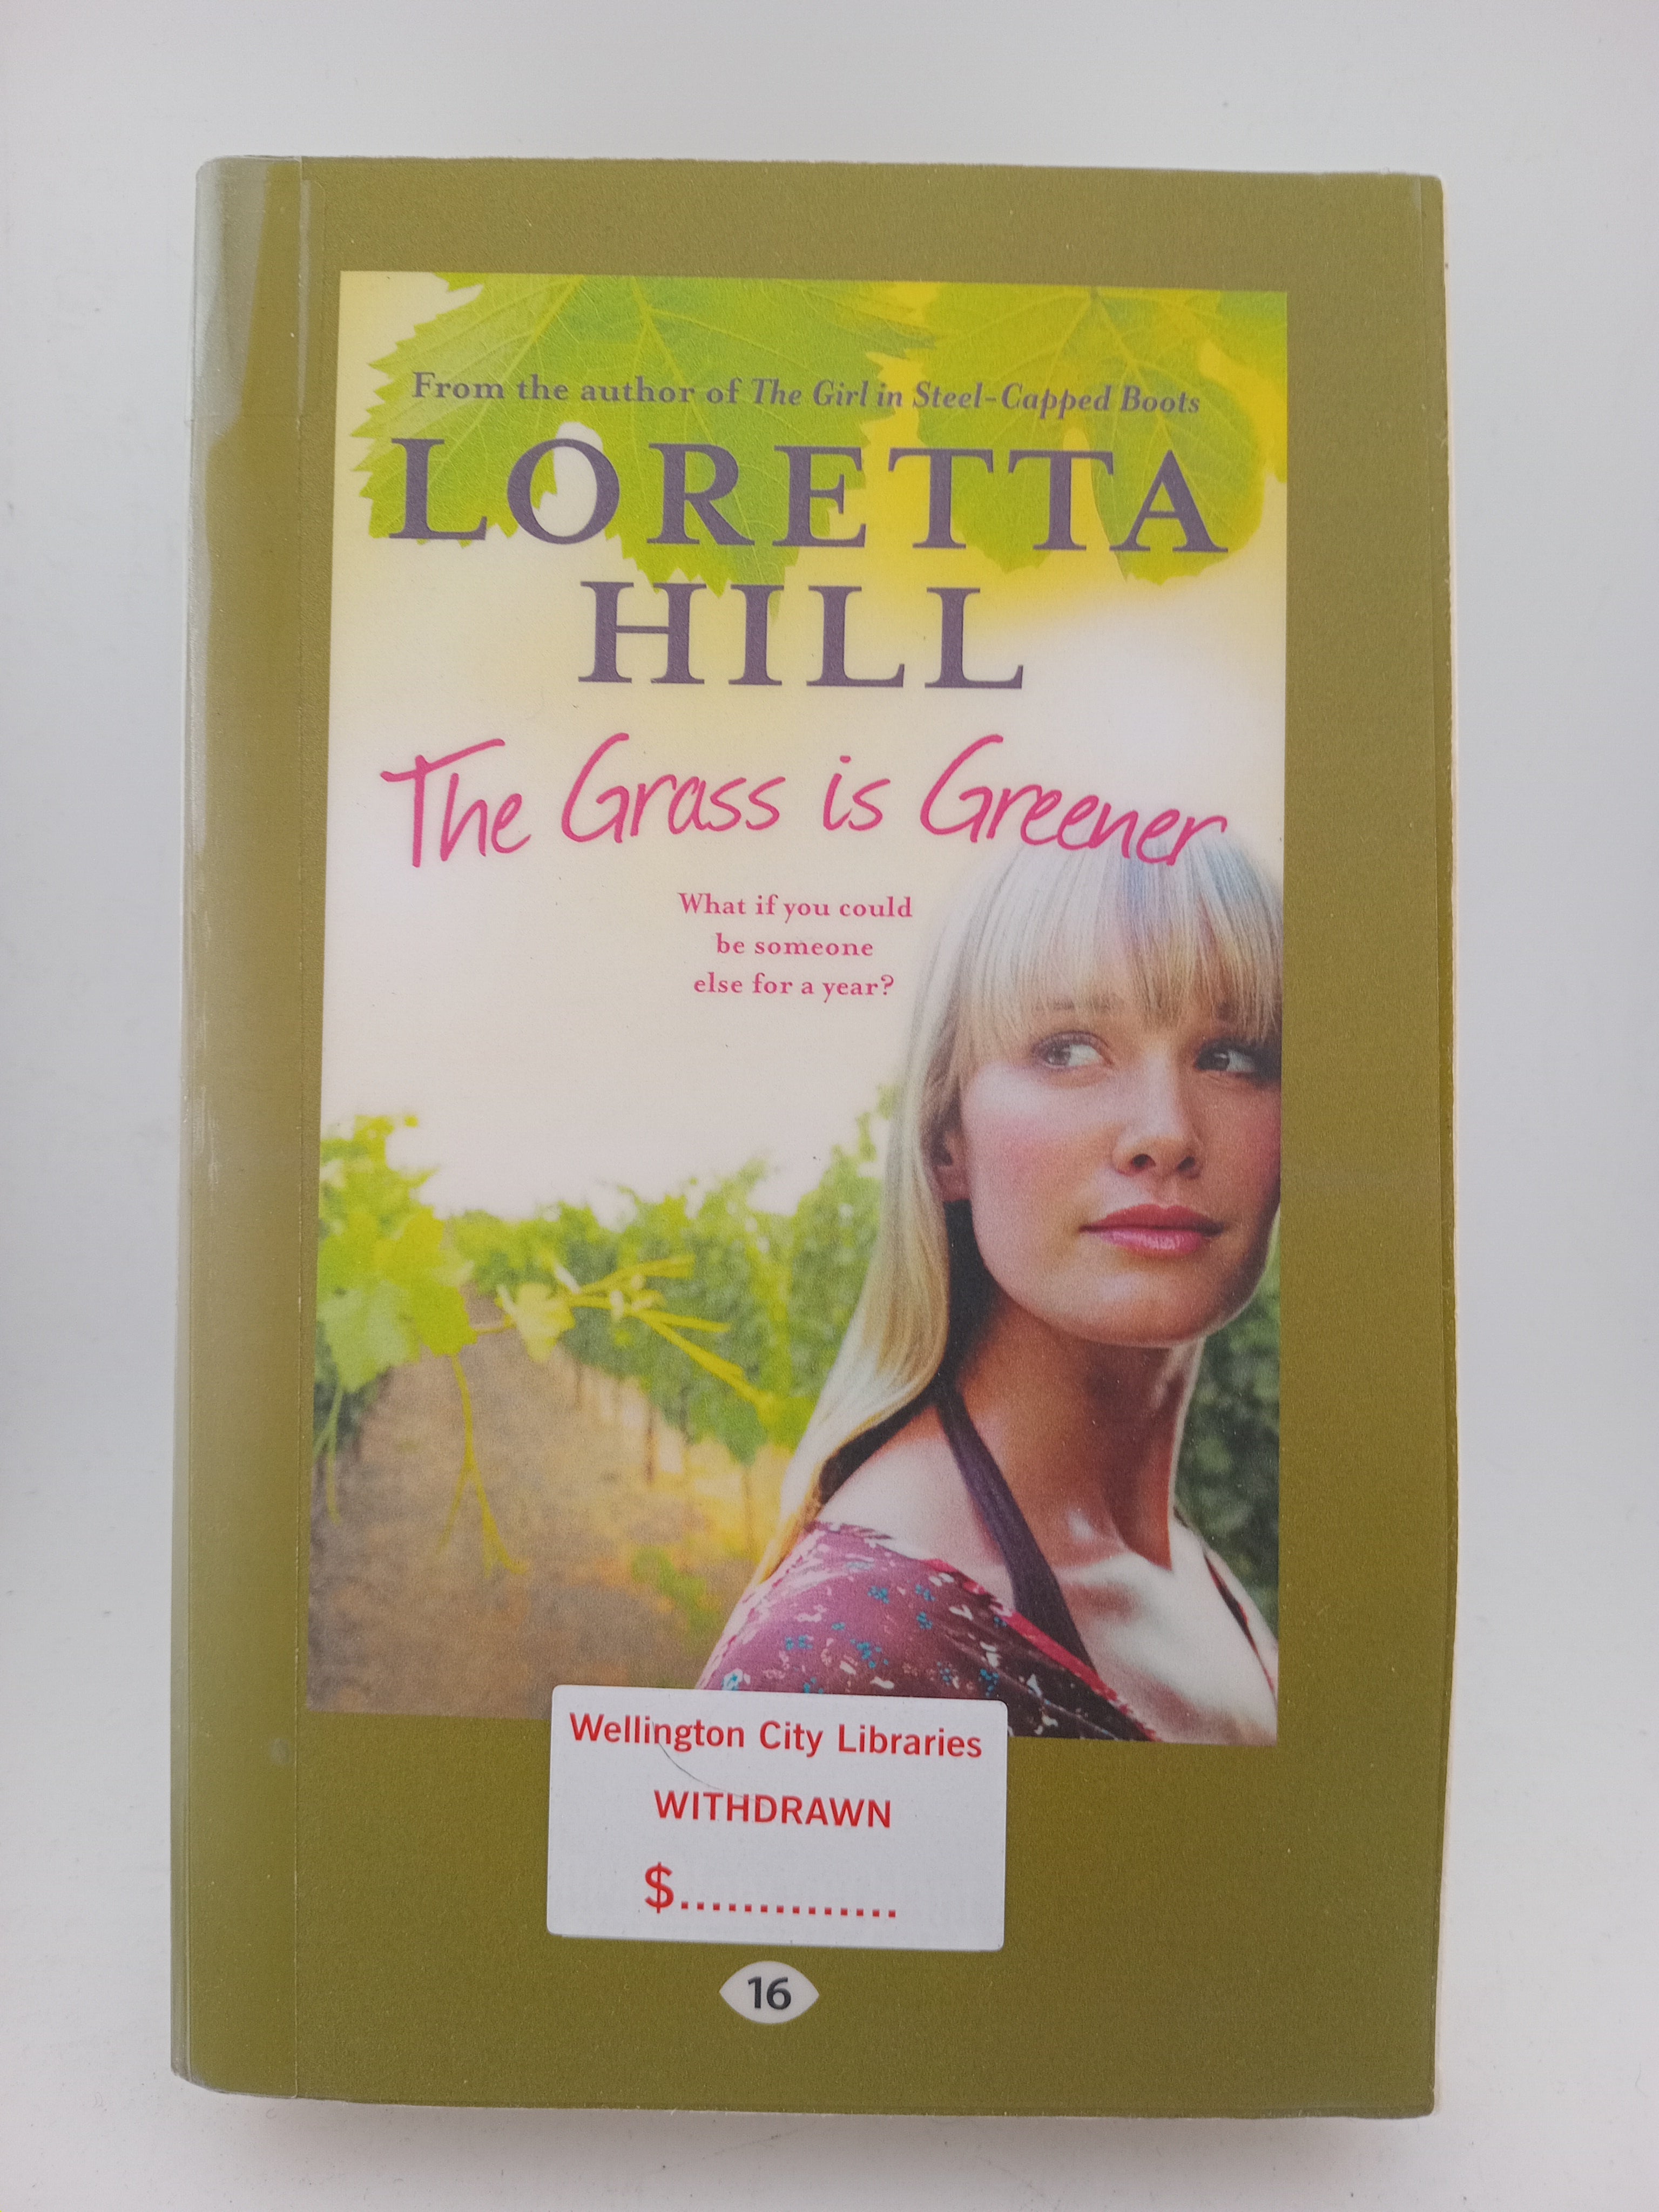 From the author of The Girl in Steel-Capped Boots
LORETTA
HILL
The Grass is Greener
What if you could
be someone
else for a year?
Wellington City Libraries
WITHDRAWN
$..............
16